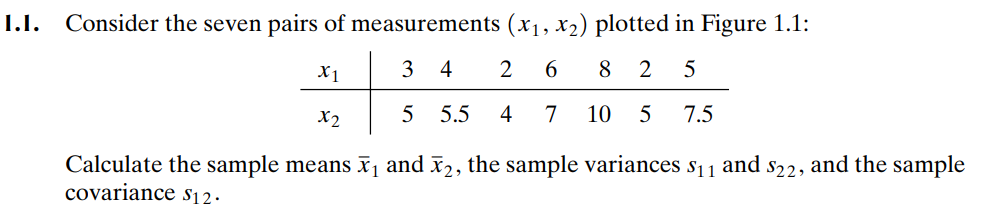 1.1. Consider the seven pairs of measurements (x₁, x₂) plotted in Figure 1.1:
x₁ 3 4 2 6 8 2 5
x₂ 5 5.5 4 7 10 5 7.5
Calculate the sample means x̄₁ and x̄₂, the sample variances s₁₁ and s₂₂, and the sample
covariance s₁₂.